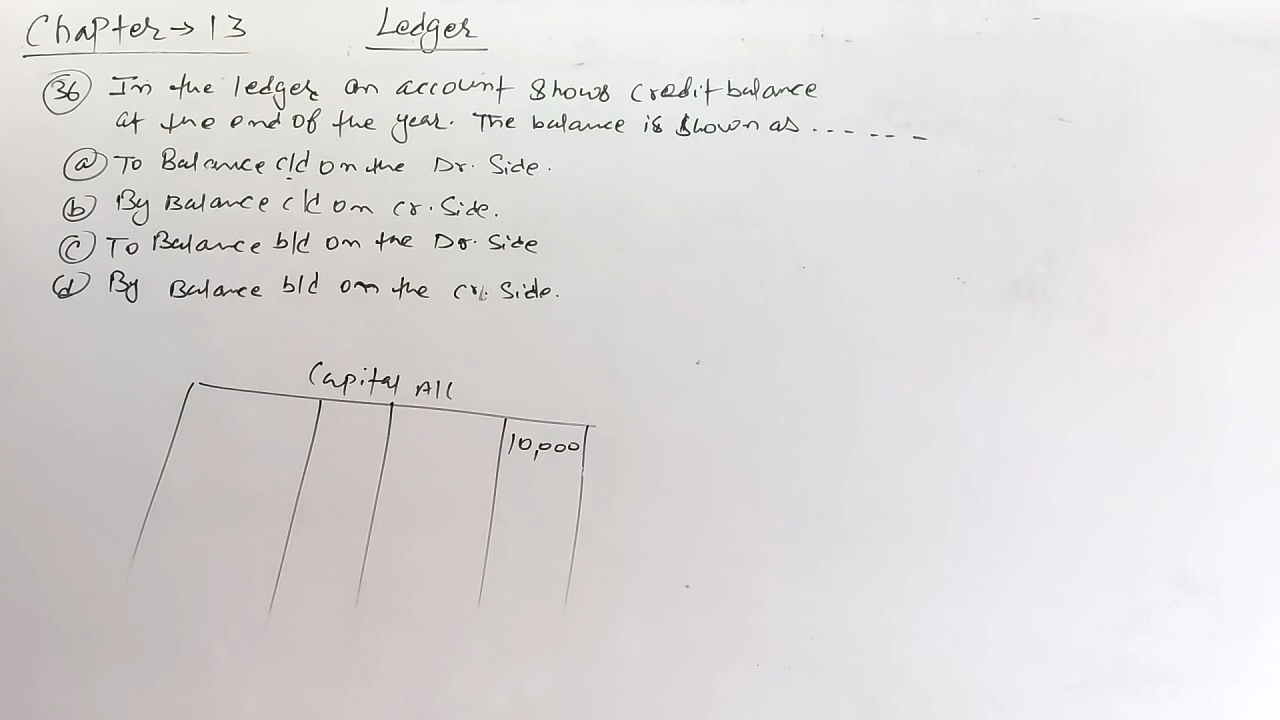 Chapter → 13 Ledger
36 In the ledger an account shows credit balance
at the end of the year. The balance is shown as ------
a To Balance c/d on the Dr. Side.
b By Balance c/d on cr. Side.
c To Balance b/d on the Dr. Side
d By Balance b/d on the cr. Side.
Capital A/C
10,000